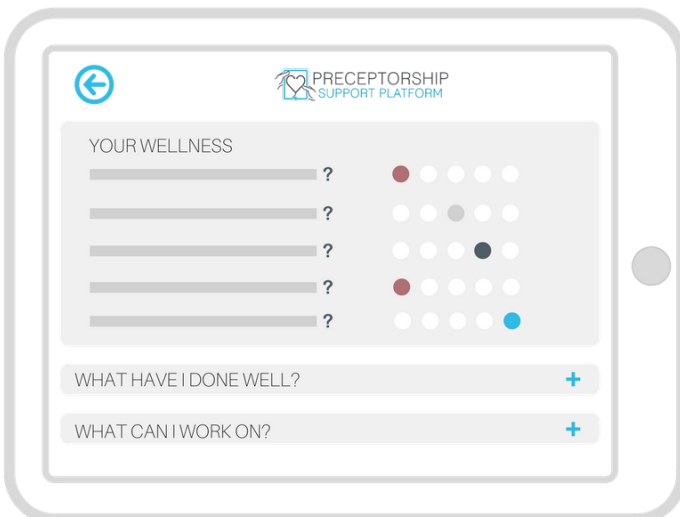 PRECEPTORSHIP
SUPPORT PLATFORM
YOUR WELLNESS
?
?
?
?
?
WHAT HAVE I DONE WELL? +
WHAT CAN I WORK ON? +